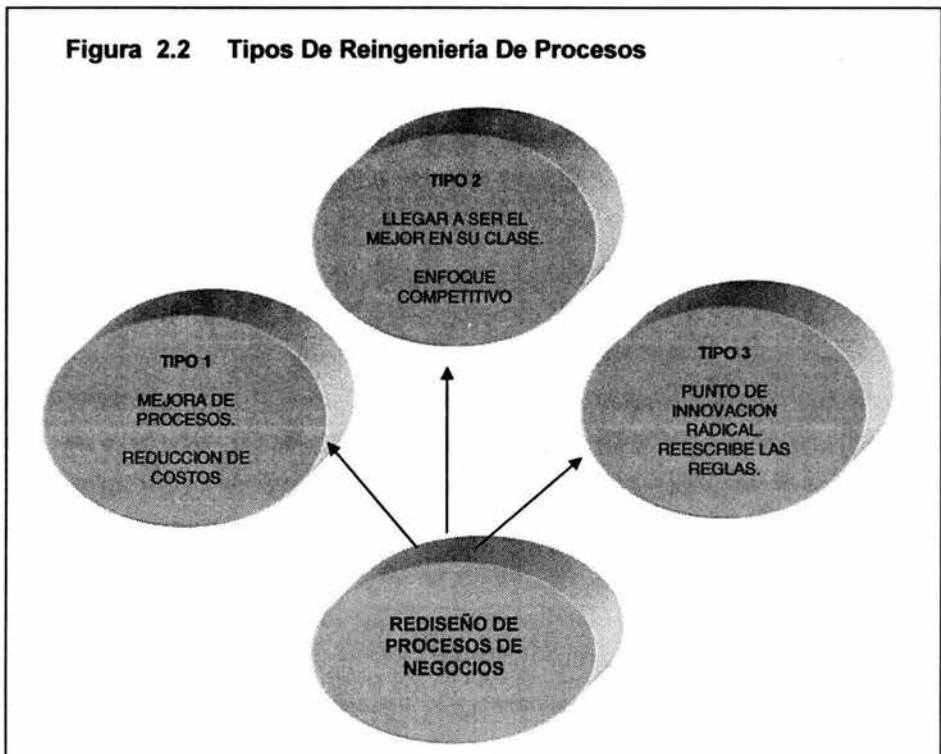 Figura 2.2 Tipos De Reingeniería De Procesos
TIPO 2
LLEGAR A SER EL
MEJOR EN SU CLASE.
ENFOQUE
COMPETITIVO
TIPO 1
MEJORA DE
PROCESOS.
REDUCCION DE
COSTOS
TIPO 3
PUNTO DE
INNOVACION
RADICAL.
REESCRIBE LAS
REGLAS.
REDISEÑO DE
PROCESOS DE
NEGOCIOS